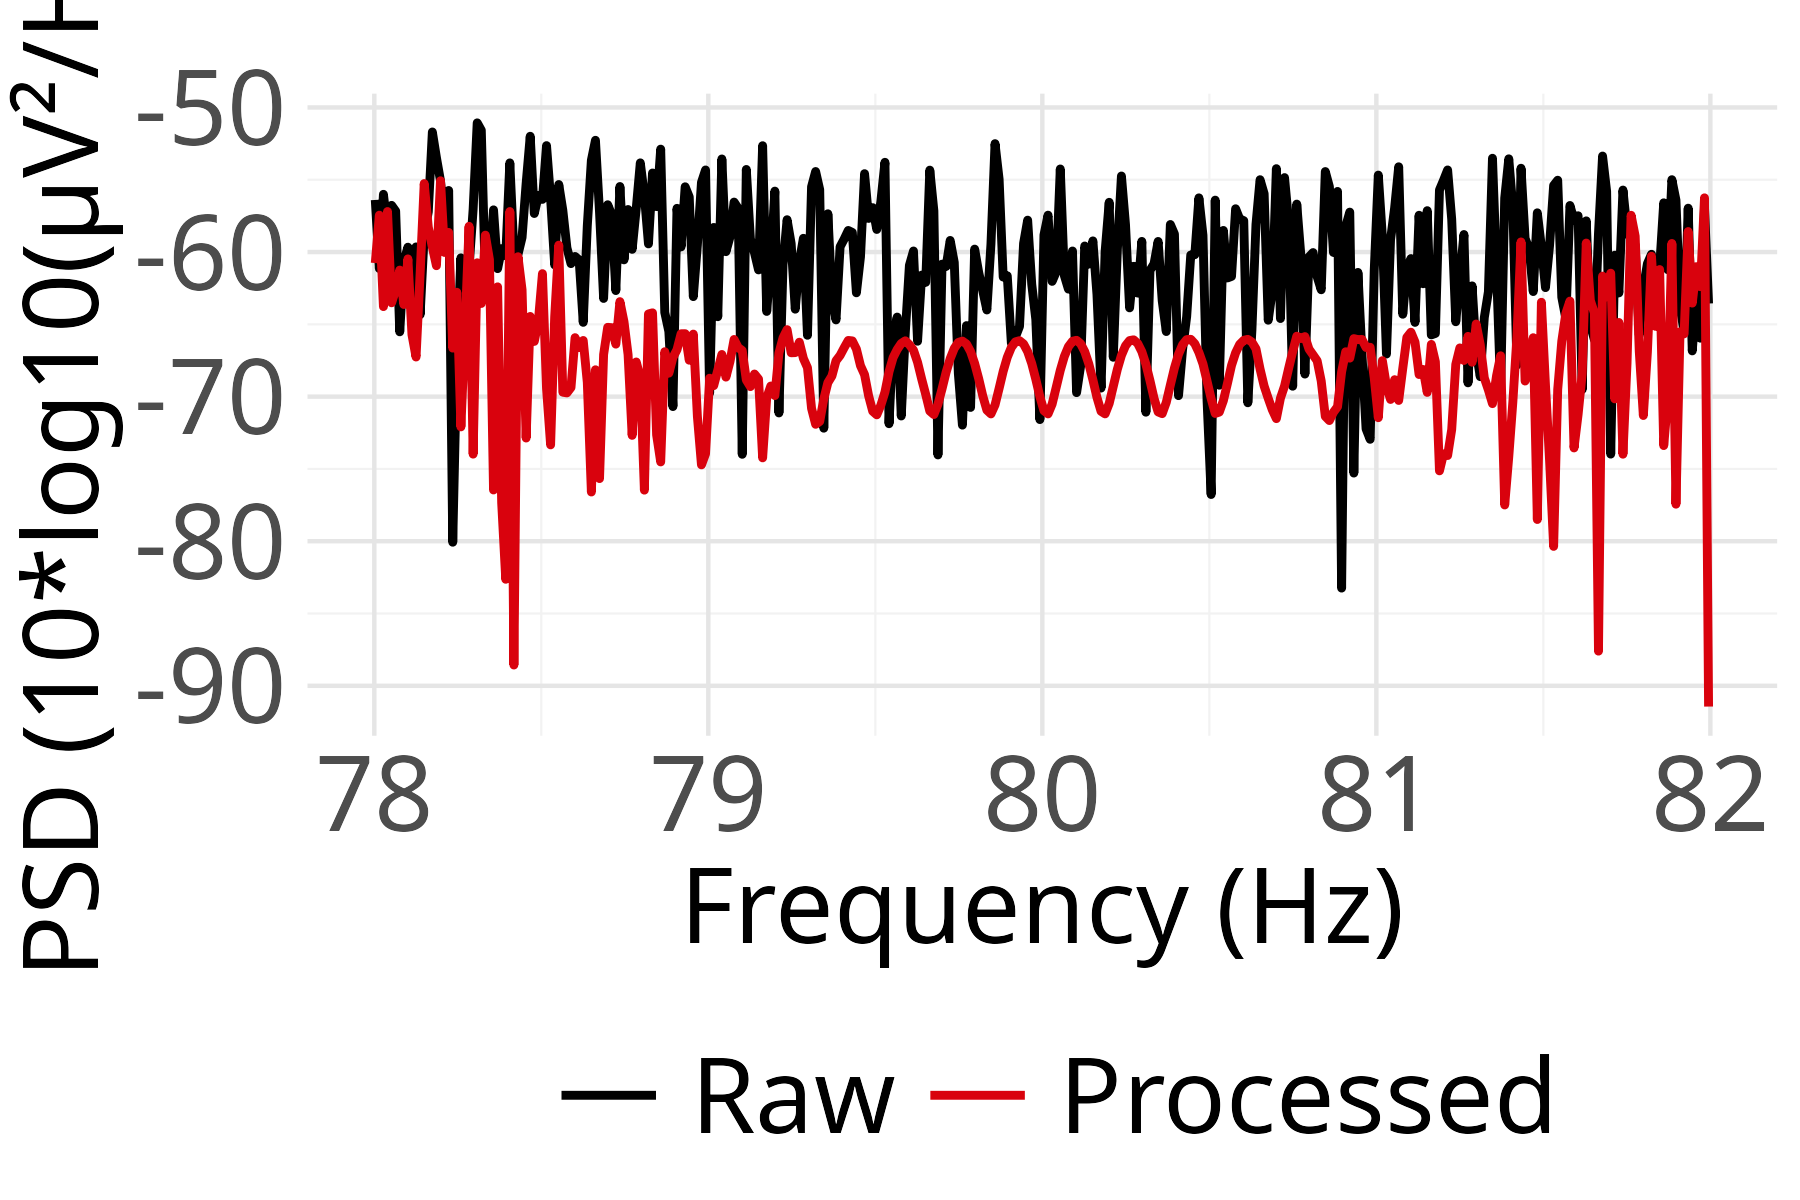 PSD (10*log10(µV²/H
-50
-60
-70
-80
-90
78 79 80 81 82
Frequency (Hz)
Raw Processed